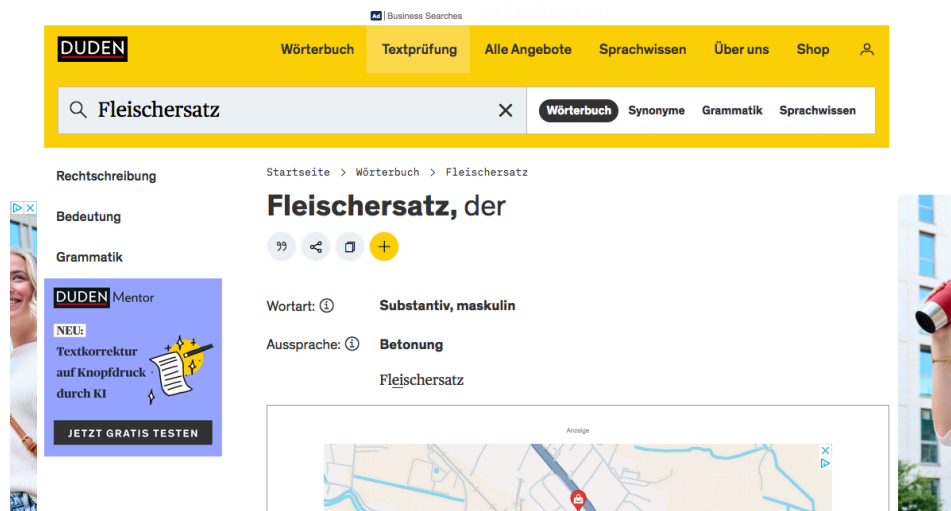 Ad | Business Searches
DUDEN
Wörterbuch Textprüfung Alle Angebote Sprachwissen Über uns Shop
Fleischersatz
Wörterbuch Synonyme Grammatik Sprachwissen
Rechtschreibung
Bedeutung
Grammatik
DUDEN Mentor
NEU:
Textkorrektur
auf Knopfdruck
durch KI
JETZT GRATIS TESTEN
Startseite > Wörterbuch > Fleischersatz
Fleischersatz, der
Wortart: Substantiv, maskulin
Aussprache: Betonung
Fleischersatz
Anzeige